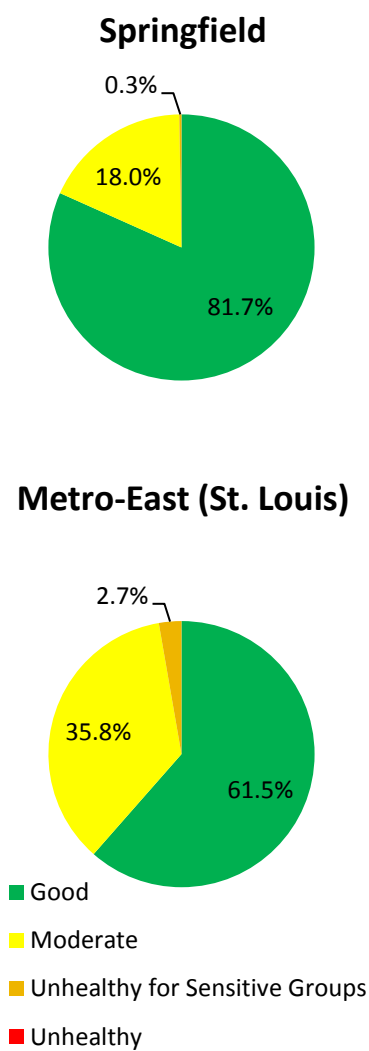 Springfield
0.3%
18.0%
81.7%
Metro-East (St. Louis)
2.7%
35.8%
61.5%
Good
Moderate
Unhealthy for Sensitive Groups
Unhealthy